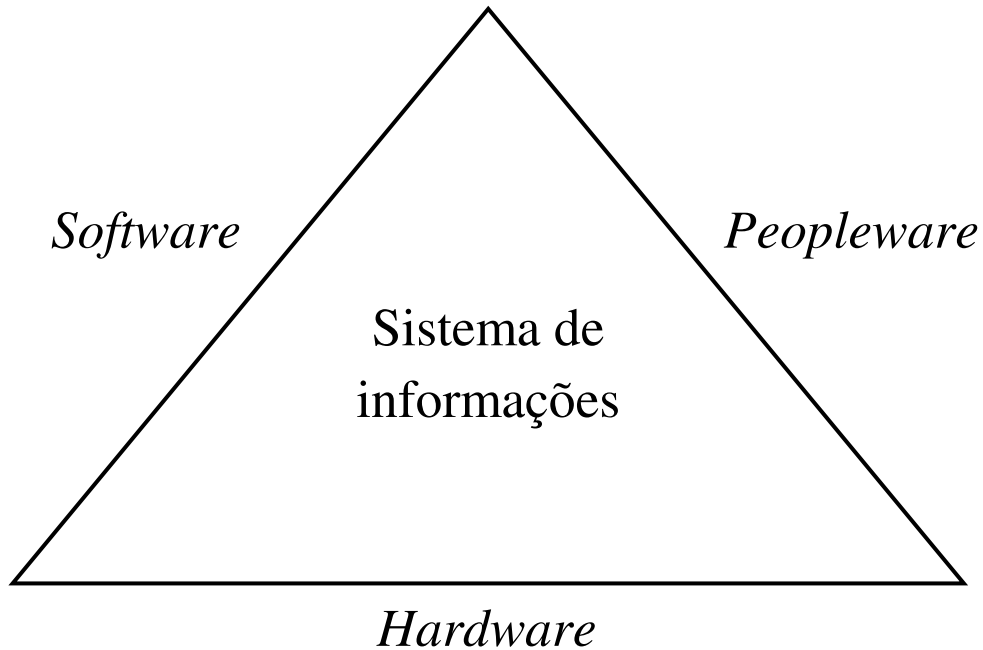 Software
Peopleware
Sistema de
informações
Hardware